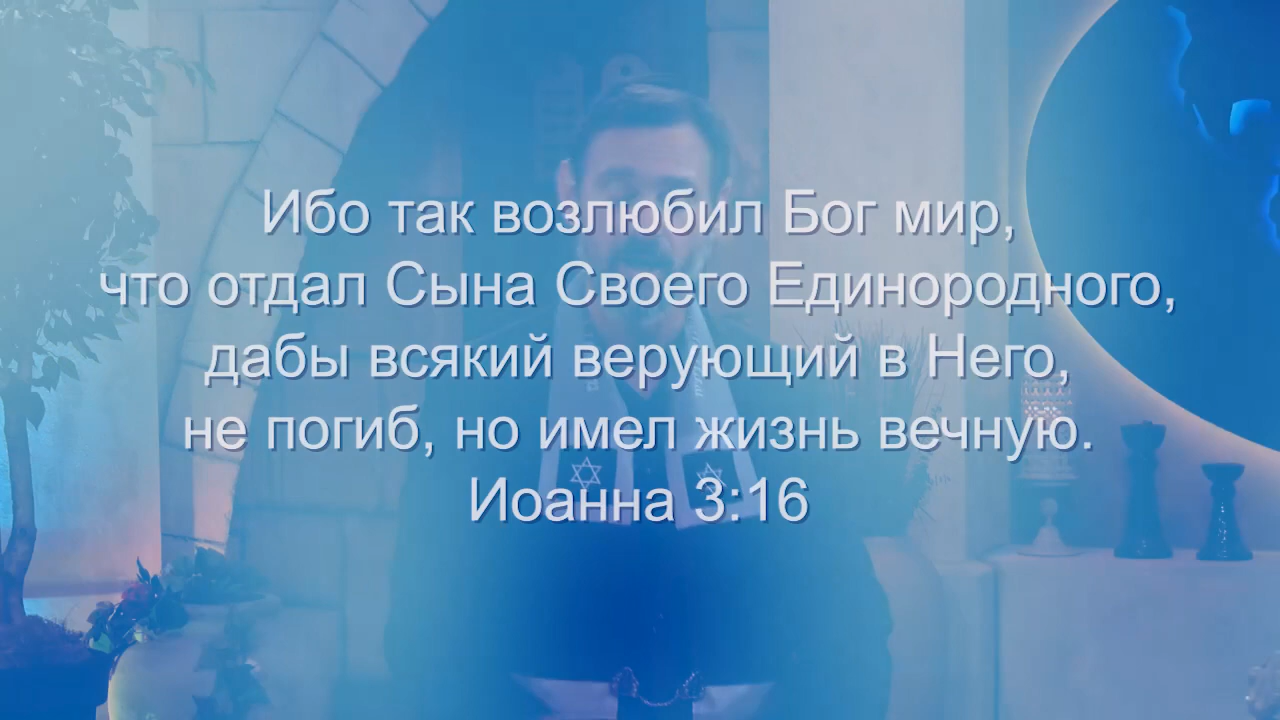 Ибо так возлюбил Бог мир,
что отдал Сына Своего Единородного,
дабы всякий верующий в Него,
не погиб, но имел жизнь вечную.
Иоанна 3:16